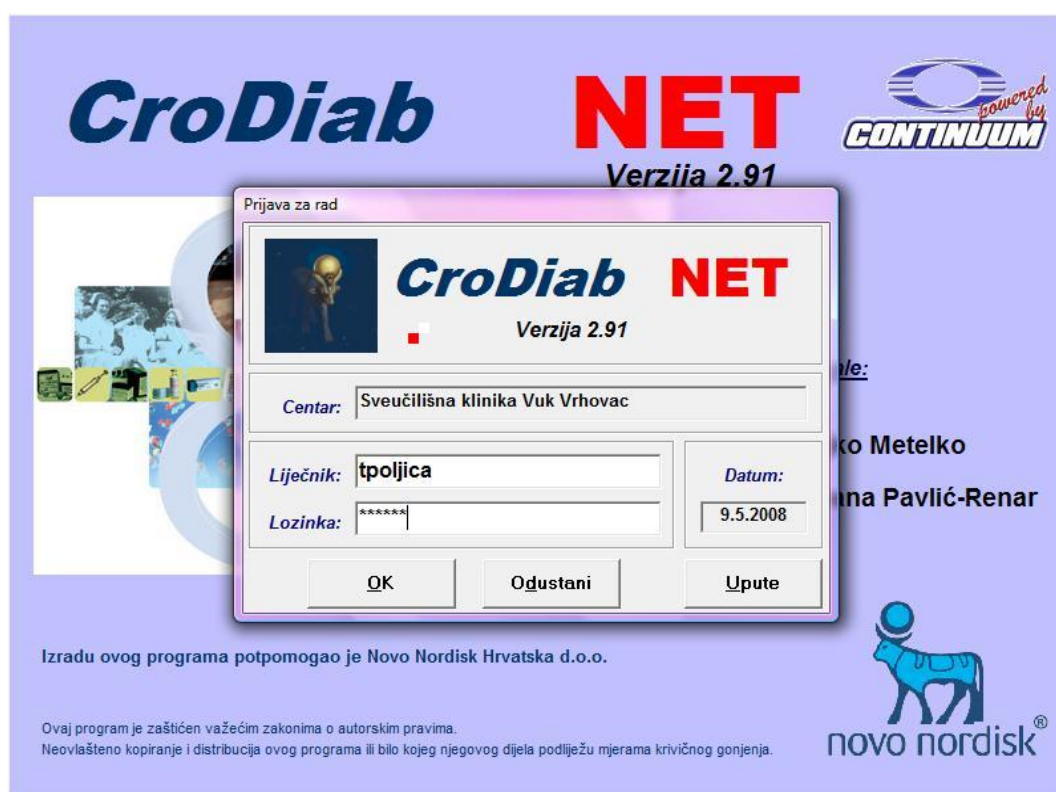 CroDiab NET
powered by
CONTINUUM
Verzija 2.91
Prijava za rad
CroDiab NET
Verzija 2.91
Centar: Sveučilišna klinika Vuk Vrhovac
Liječnik: tpoljica
Lozinka: ******
Datum:
9.5.2008
OK
Odustani
Upute
ko Metelko
ana Pavlić-Renar
Izradu ovog programa potpomogao je Novo Nordisk Hrvatska d.o.o.
Ovaj program je zaštićen važećim zakonima o autorskim pravima.
Neovlašteno kopiranje i distribucija ovog programa ili bilo kojeg njegovog dijela podliježu mjerama krivičnog gonjenja.
novo nordisk®